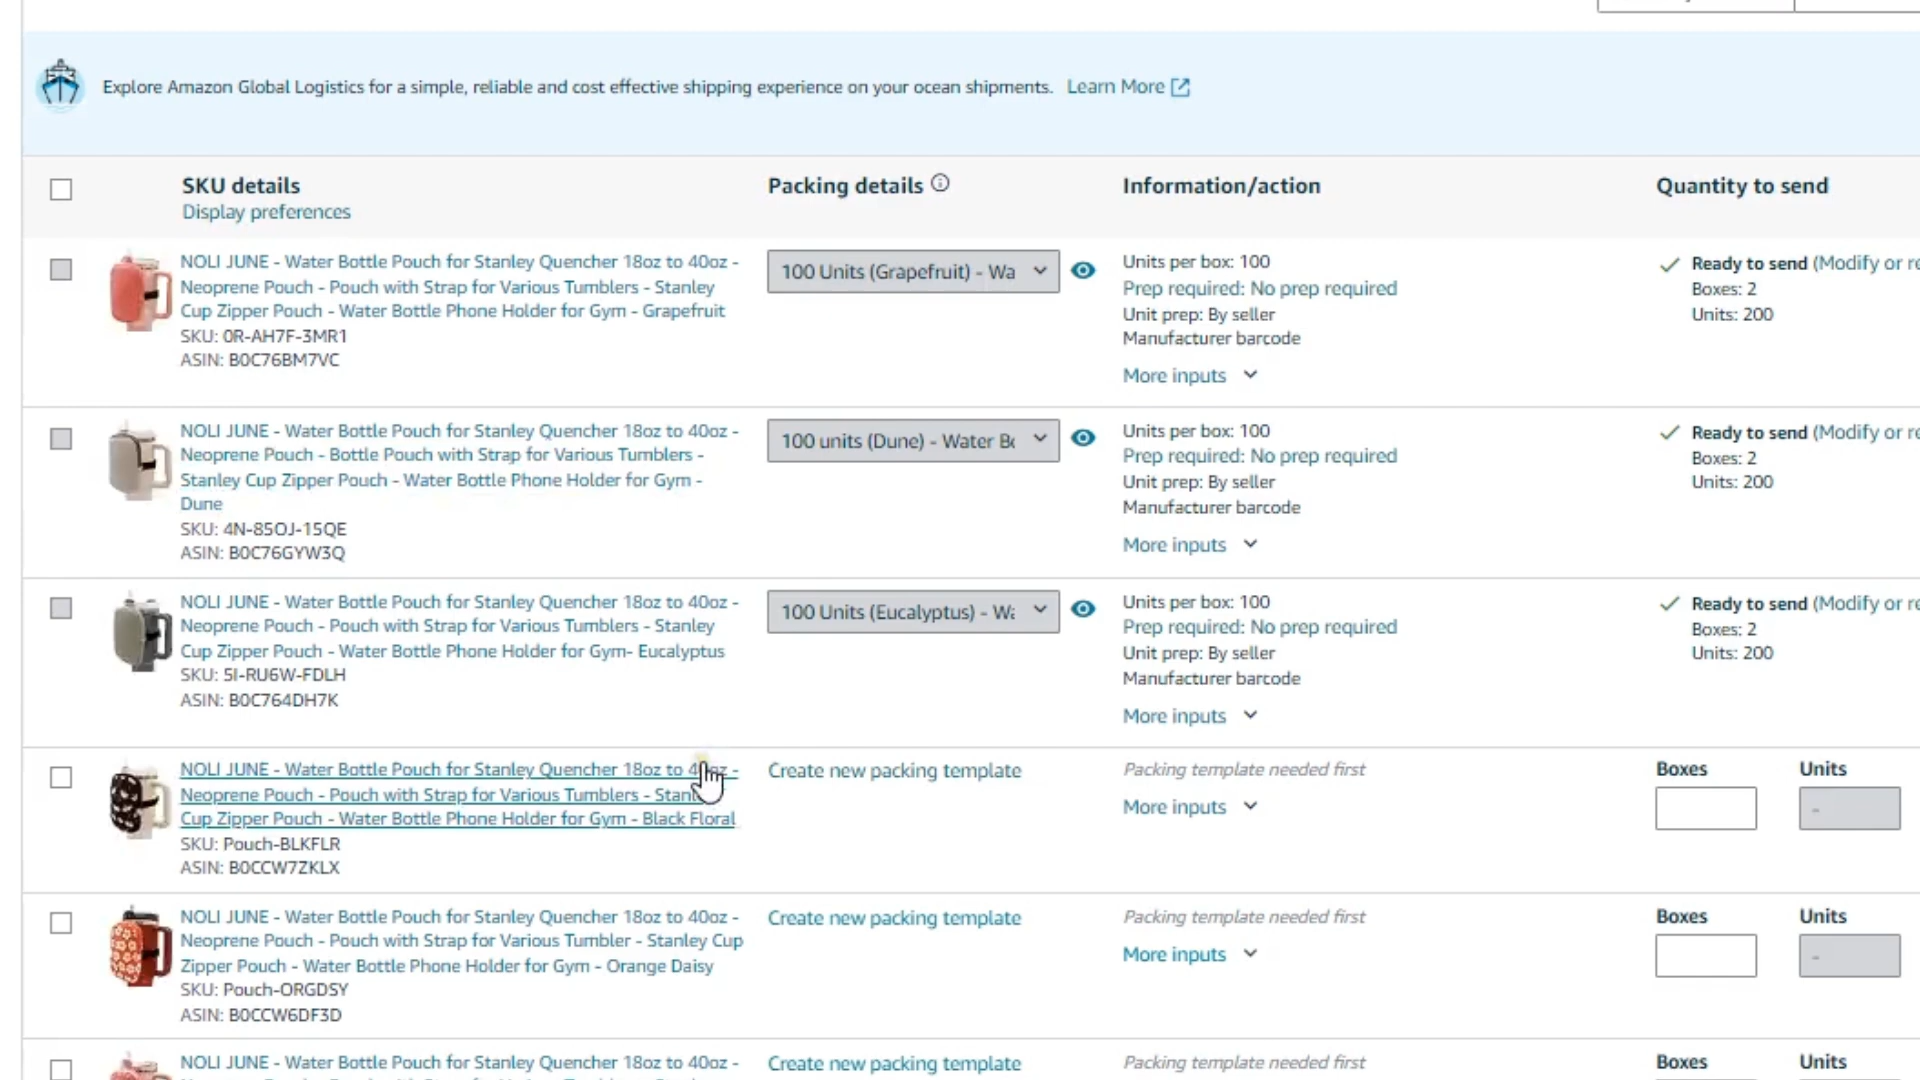 Explore Amazon Global Logistics for a simple, reliable and cost effective shipping experience on your ocean shipments. Learn More
SKU details
Display preferences
Packing details
Information/action
Quantity to send
NOLI JUNE - Water Bottle Pouch for Stanley Quencher 18oz to 40oz -
Neoprene Pouch - Pouch with Strap for Various Tumblers - Stanley
Cup Zipper Pouch - Water Bottle Phone Holder for Gym - Grapefruit
SKU: 0R-AH7F-3MR1
ASIN: B0C76BM7VC
100 Units (Grapefruit) - Wa
Units per box: 100
Prep required: No prep required
Unit prep: By seller
Manufacturer barcode
More inputs
Ready to send (Modify or re
Boxes: 2
Units: 200
NOLI JUNE - Water Bottle Pouch for Stanley Quencher 18oz to 40oz -
Neoprene Pouch - Bottle Pouch with Strap for Various Tumblers -
Stanley Cup Zipper Pouch - Water Bottle Phone Holder for Gym -
Dune
SKU: 4N-85OJ-15QE
ASIN: B0C76GYW3Q
100 units (Dune) - Water Bo
Units per box: 100
Prep required: No prep required
Unit prep: By seller
Manufacturer barcode
More inputs
Ready to send (Modify or re
Boxes: 2
Units: 200
NOLI JUNE - Water Bottle Pouch for Stanley Quencher 18oz to 40oz -
Neoprene Pouch - Pouch with Strap for Various Tumblers - Stanley
Cup Zipper Pouch - Water Bottle Phone Holder for Gym- Eucalyptus
SKU: 5I-RU6W-FDLH
ASIN: B0C764DH7K
100 Units (Eucalyptus) - Wa
Units per box: 100
Prep required: No prep required
Unit prep: By seller
Manufacturer barcode
More inputs
Ready to send (Modify or re
Boxes: 2
Units: 200
NOLI JUNE - Water Bottle Pouch for Stanley Quencher 18oz to 40oz -
Neoprene Pouch - Pouch with Strap for Various Tumblers - Stan
Cup Zipper Pouch - Water Bottle Phone Holder for Gym - Black Floral
SKU: Pouch-BLKFLR
ASIN: B0CCW7ZKLX
Create new packing template
Packing template needed first
More inputs
Boxes
Units
-
NOLI JUNE - Water Bottle Pouch for Stanley Quencher 18oz to 40oz -
Neoprene Pouch - Pouch with Strap for Various Tumbler - Stanley Cup
Zipper Pouch - Water Bottle Phone Holder for Gym - Orange Daisy
SKU: Pouch-ORGDSY
ASIN: B0CCW6DF3D
Create new packing template
Packing template needed first
More inputs
Boxes
Units
-
NOLI JUNE - Water Bottle Pouch for Stanley Quencher 18oz to 40oz -
Create new packing template
Packing template needed first
Boxes
Units